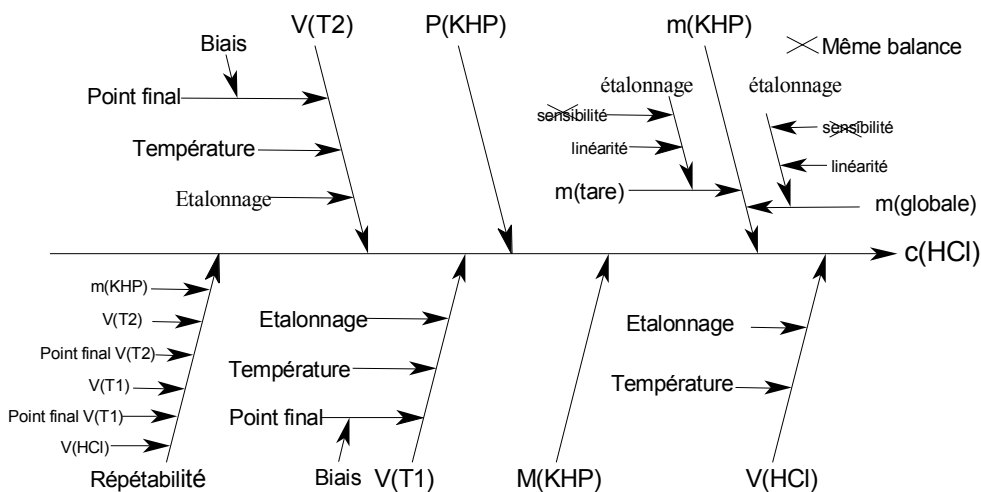 V(T2)
P(KHP)
m(KHP)
Même balance
Biais
étalonnage
étalonnage
Point final
sensibilité
sensibilité
Température
linéarité
linéarité
Etalonnage
m(tare)
m(globale)
c(HCl)
m(KHP)
V(T2)
Etalonnage
Etalonnage
Point final V(T2)
Température
Température
V(T1)
Point final V(T1)
Point final
V(HCl)
Répétabilité
Biais
V(T1)
M(KHP)
V(HCl)